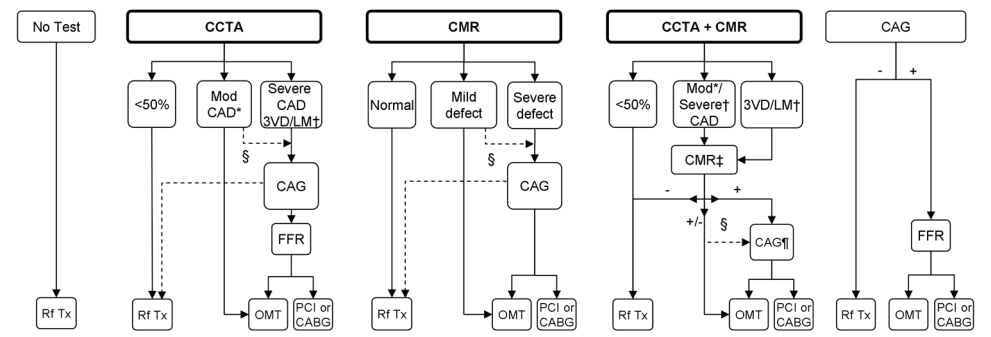 No Test
CCTA
CMR
CCTA + CMR
CAG
<50%
Mod
CAD*
Severe
CAD
3VD/LM†
Normal
Mild
defect
Severe
defect
<50%
Mod*/
Severe†
CAD
3VD/LM†
- +
§
§
CMR‡
CAG
CAG
- +
+/-
§
CAG¶
FFR
FFR
Rf Tx
Rf Tx
OMT
PCI or
CABG
Rf Tx
OMT
PCI or
CABG
Rf Tx
OMT
PCI or
CABG
Rf Tx
OMT
PCI or
CABG